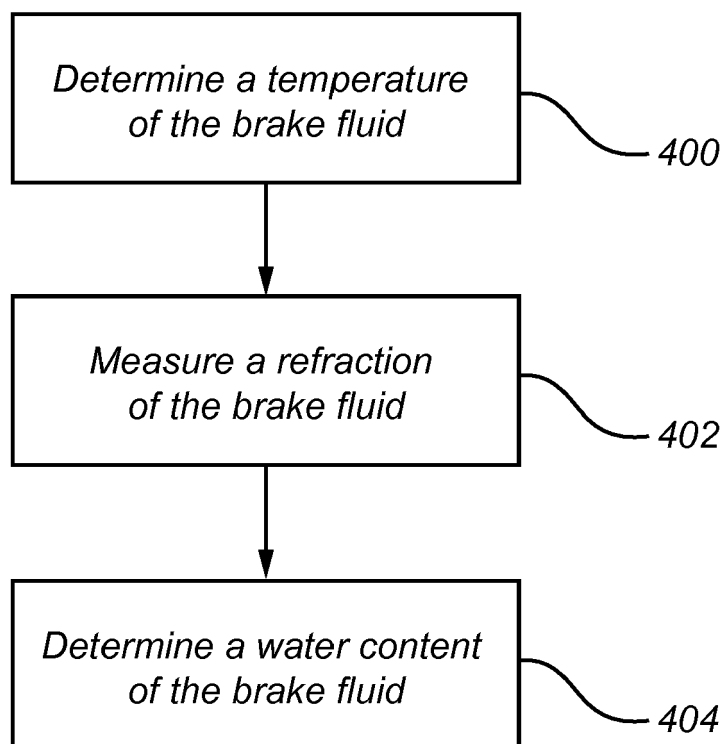 Determine a temperature
of the brake fluid
400
Measure a refraction
of the brake fluid
402
Determine a water content
of the brake fluid
404